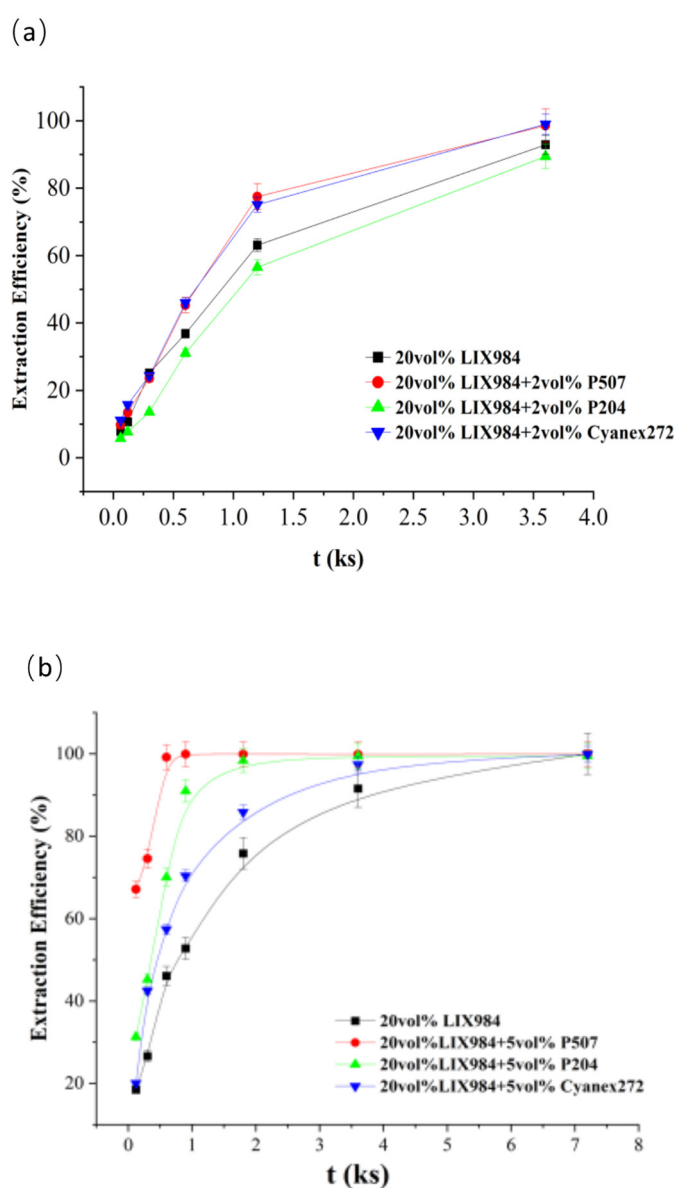 (a)
Extraction Efficiency (%)
100
80
60
40
20
0
20vol% LIX984
20vol% LIX984+2vol% P507
20vol% LIX984+2vol% P204
20vol% LIX984+2vol% Cyanex272
0.0 0.5 1.0 1.5 2.0 2.5 3.0 3.5 4.0
t (ks)
(b)
Extraction Efficiency (%)
100
80
60
40
20
20vol% LIX984
20vol%LIX984+5vol% P507
20vol%LIX984+5vol% P204
20vol%LIX984+5vol% Cyanex272
0 1 2 3 4 5 6 7 8
t (ks)